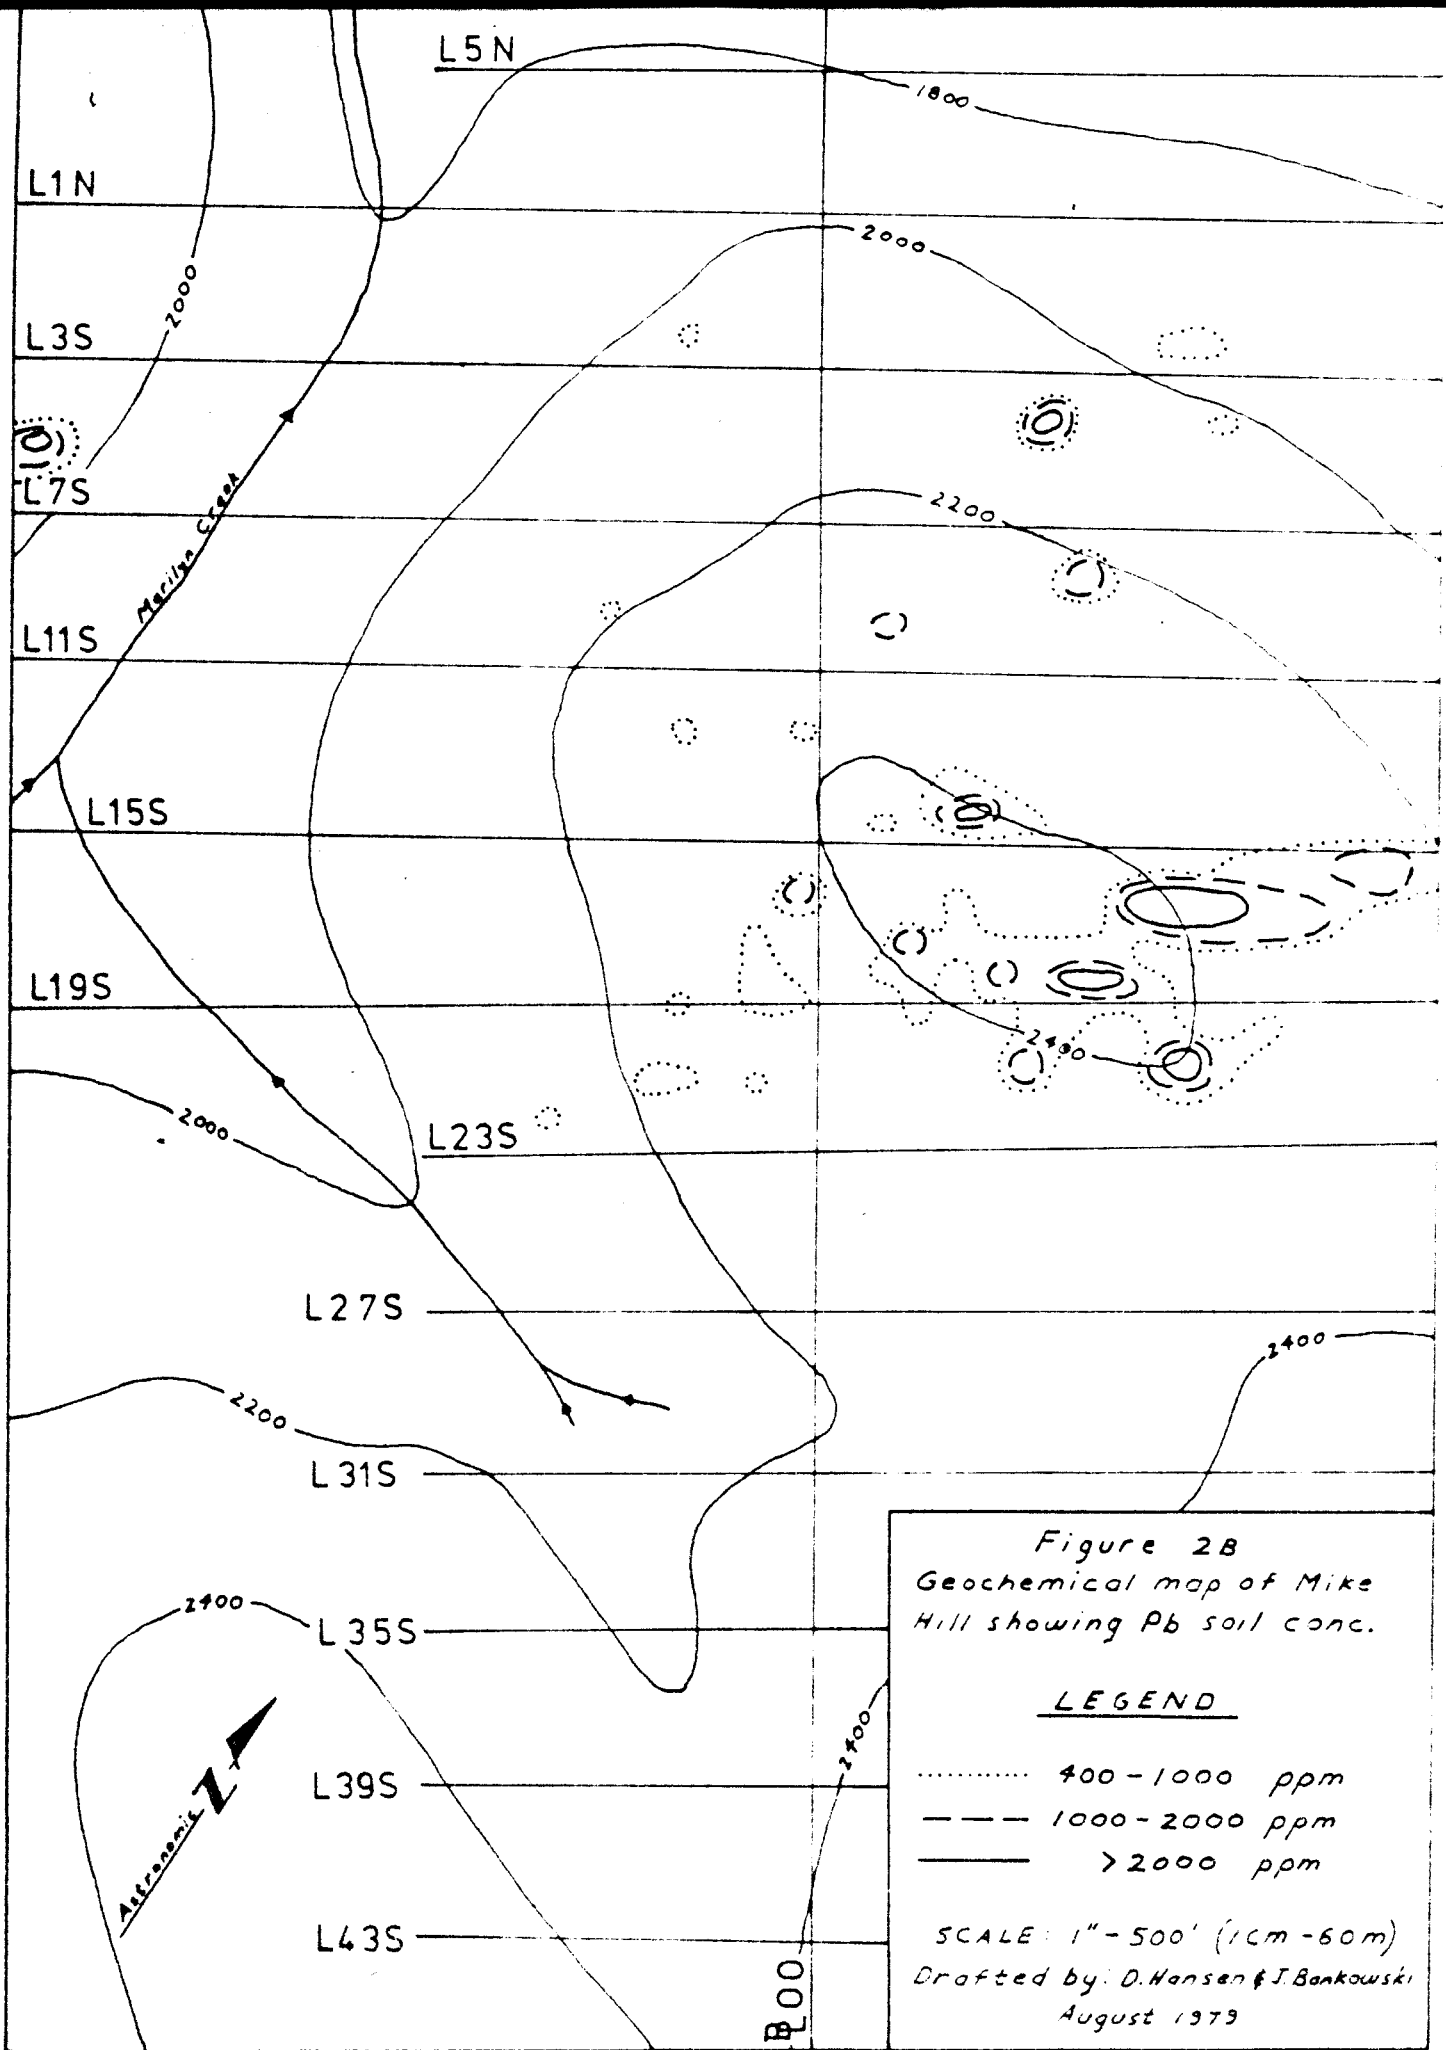 L5N
1800
L1N
2000
2000
L3S
L7S
2200
Marilyn Creek
L11S
L15S
L19S
2400
2000
L23S
L27S
2400
2200
L31S
2400
L35S
2400
L39S
Astronomic N
L43S
BL00
Figure 2B
Geochemical map of Mike
Hill showing Pb soil conc.
LEGEND
400-1000 ppm
1000-2000 ppm
>2000 ppm
SCALE: 1"-500' (1cm-60m)
Drafted by: D.Hansen & J.Bankowski
August 1979